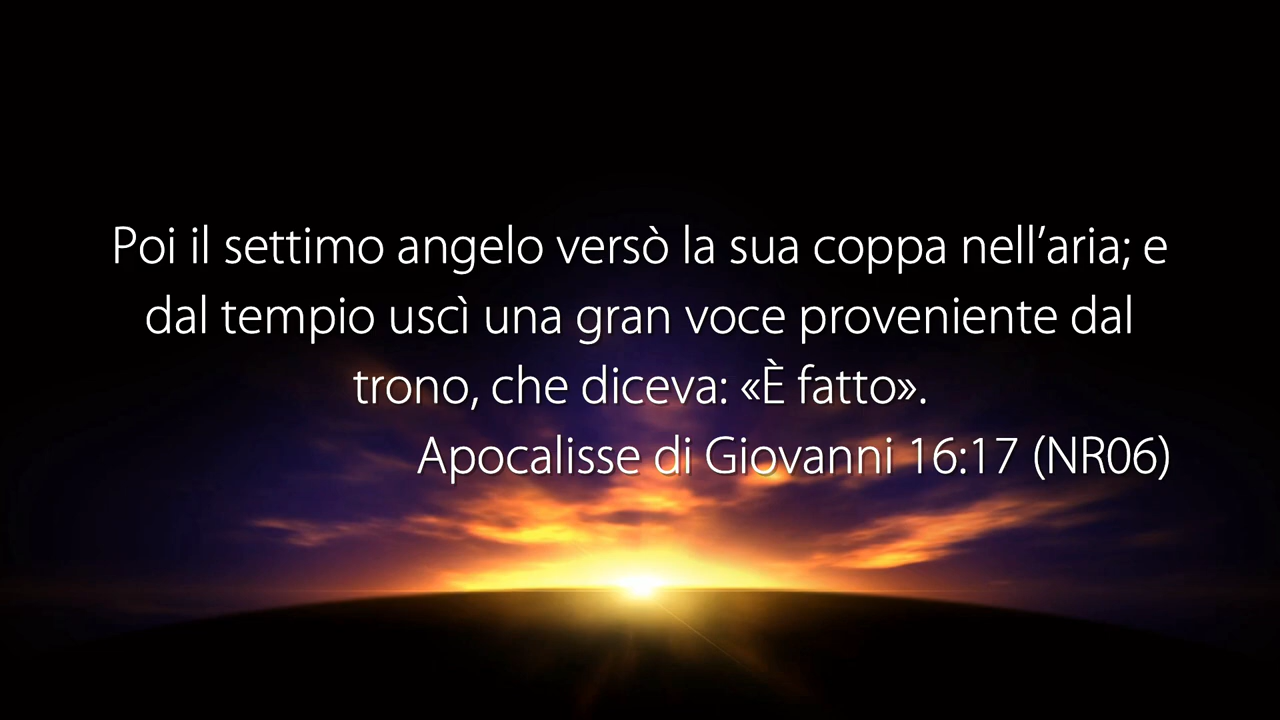 Poi il settimo angelo versò la sua coppa nell’aria; e
dal tempio uscì una gran voce proveniente dal
trono, che diceva: «È fatto».
Apocalisse di Giovanni 16:17 (NR06)